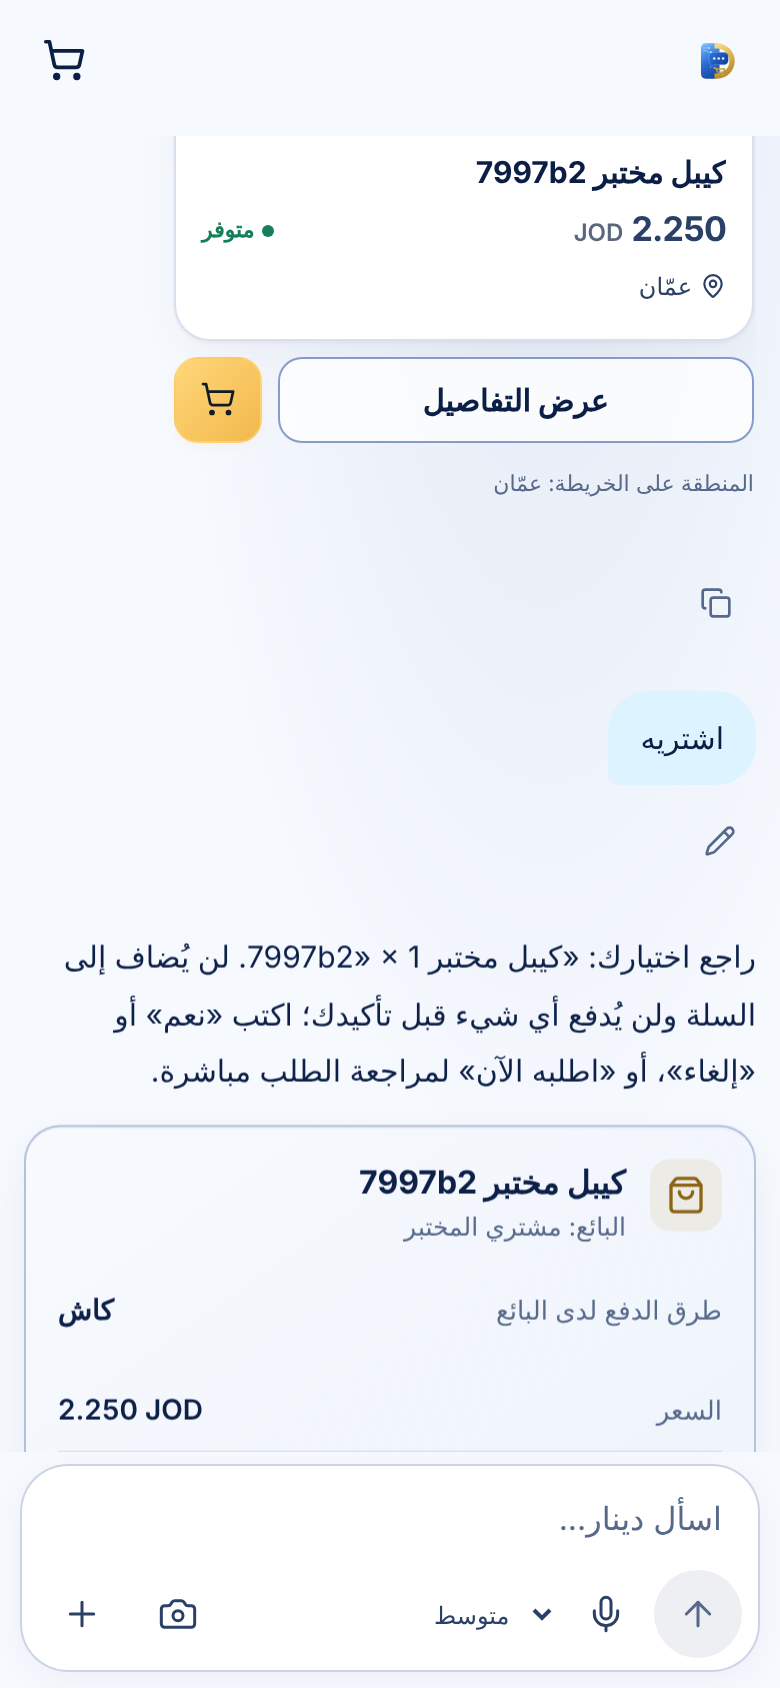 كيبل مختبر 7997b2
2.250 JOD
متوفر
عمّان
عرض التفاصيل
المنطقة على الخريطة: عمّان
اشتريه
راجع اختيارك: «كيبل مختبر 7997b2» × 1. لن يُضاف إلى
السلة ولن يُدفع أي شيء قبل تأكيدك؛ اكتب «نعم» أو
«إلغاء»، أو «اطلبه الآن» لمراجعة الطلب مباشرة.
كيبل مختبر 7997b2
البائع: مشتري المختبر
طرق الدفع لدى البائع
كاش
السعر
2.250 JOD
اسأل دينار...
متوسط